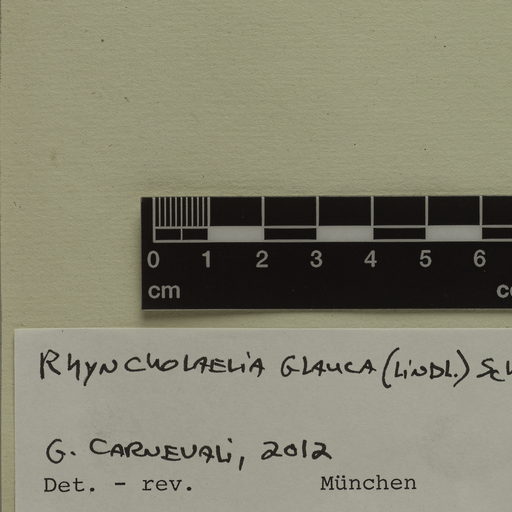 0 1 2 3 4 5 6
cm
RHYNCHOLAELIA GLAUCA (LINDL.)
G. CARNEVALI, 2012
Det. - rev. München